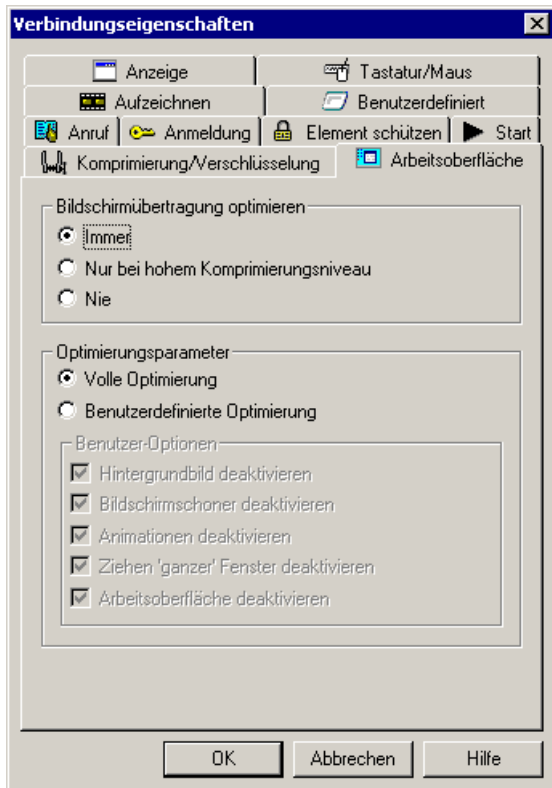 Verbindungseigenschaften
Anzeige
Tastatur/Maus
Aufzeichnen
Benutzerdefiniert
Anruf
Anmeldung
Element schützen
Start
Komprimierung/Verschlüsselung
Arbeitsoberfläche
Bildschirmübertragung optimieren
Immer
Nur bei hohem Komprimierungsniveau
Nie
Optimierungsparameter
Volle Optimierung
Benutzerdefinierte Optimierung
Benutzer-Optionen
Hintergrundbild deaktivieren
Bildschirmschoner deaktivieren
Animationen deaktivieren
Ziehen 'ganzer' Fenster deaktivieren
Arbeitsoberfläche deaktivieren
OK
Abbrechen
Hilfe